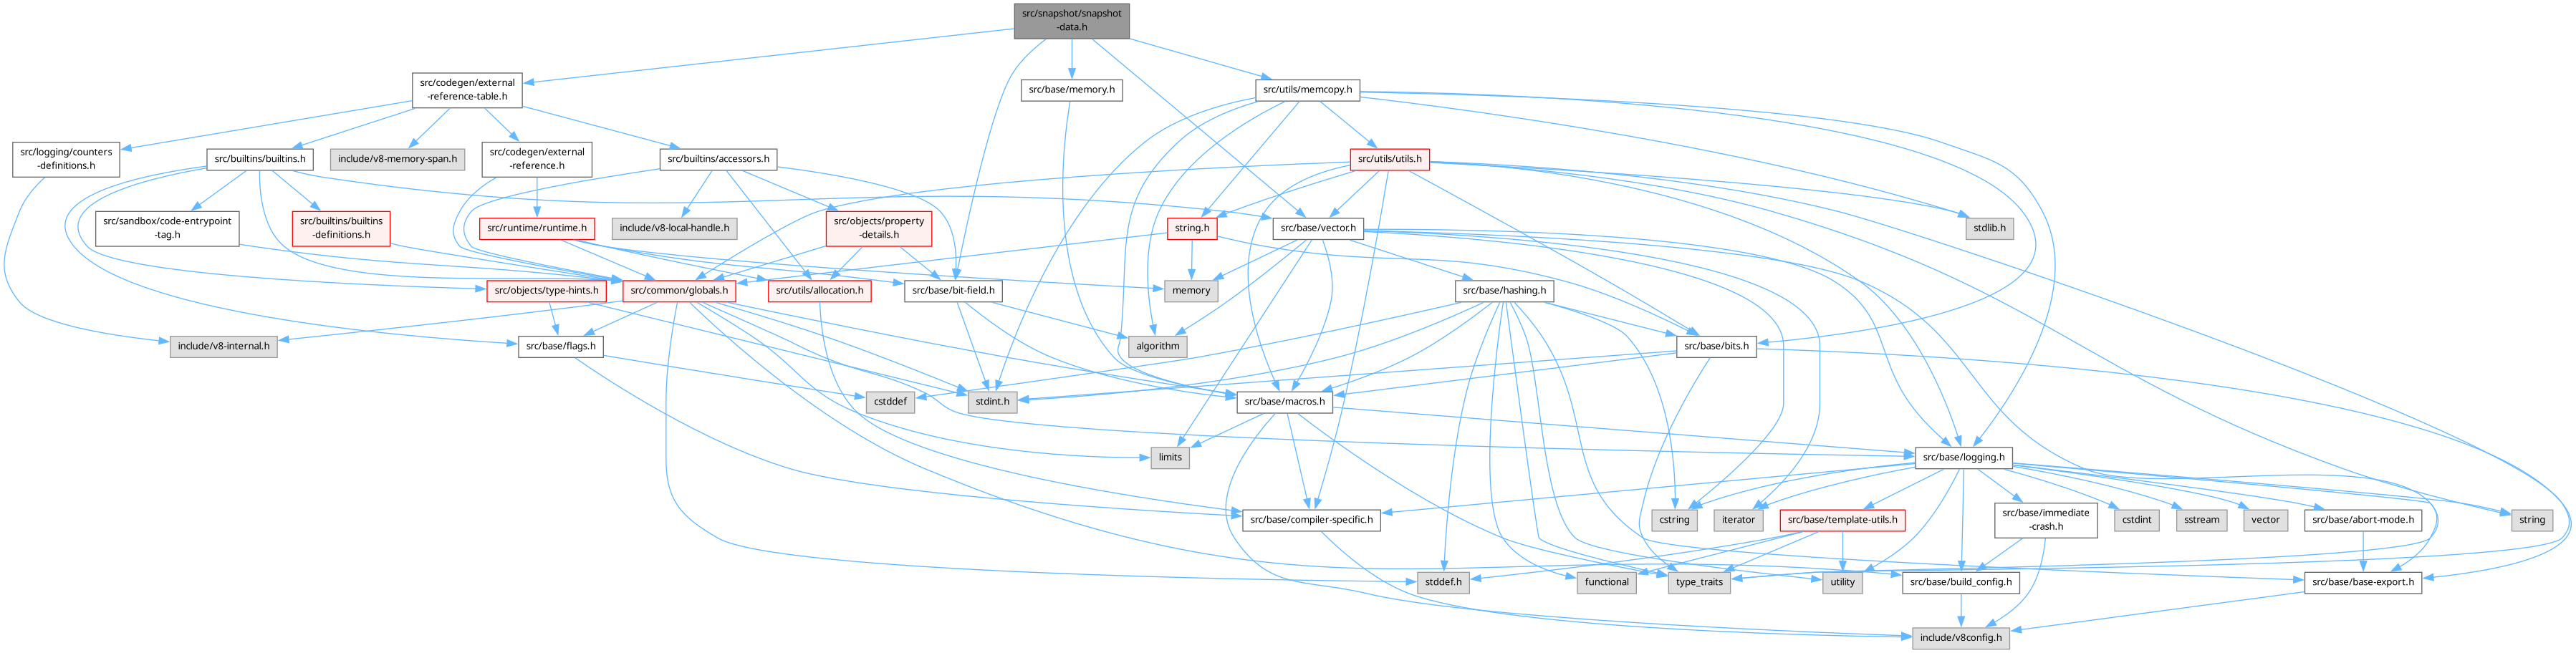 src/snapshot/snapshot
-data.h
src/codegen/external
-reference-table.h
src/base/memory.h
src/utils/memcopy.h
src/logging/counters
-definitions.h
src/builtins/builtins.h
include/v8-memory-span.h
src/codegen/external
-reference.h
src/builtins/accessors.h
src/utils/utils.h
src/sandbox/code-entrypoint
-tag.h
src/builtins/builtins
-definitions.h
src/runtime/runtime.h
include/v8-local-handle.h
src/objects/property
-details.h
string.h
src/base/vector.h
stdlib.h
src/objects/type-hints.h
src/common/globals.h
src/utils/allocation.h
src/base/bit-field.h
memory
src/base/hashing.h
include/v8-internal.h
src/base/flags.h
algorithm
src/base/bits.h
cstddef
stdint.h
src/base/macros.h
limits
src/base/logging.h
src/base/compiler-specific.h
cstring
iterator
src/base/template-utils.h
src/base/immediate
-crash.h
cstdint
sstream
vector
src/base/abort-mode.h
string
stddef.h
functional
type_traits
utility
src/base/build_config.h
src/base/base-export.h
include/v8config.h